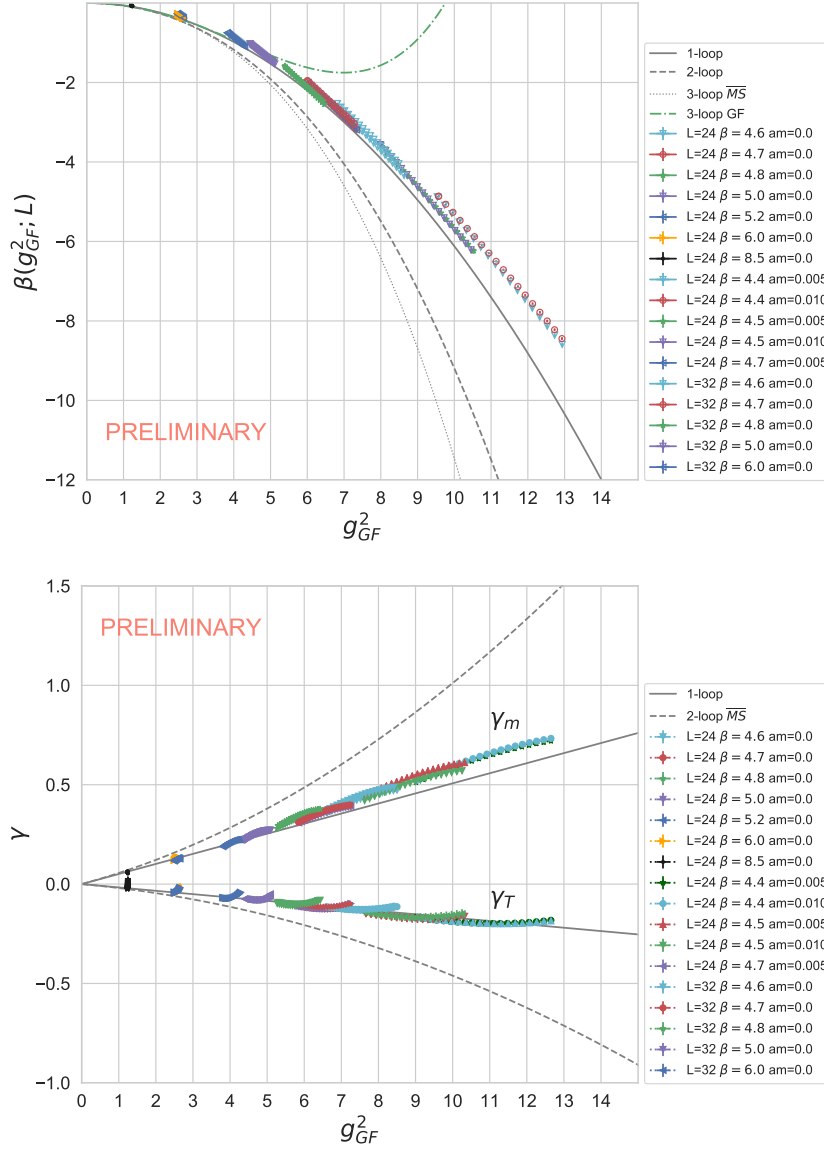 −2
−4
−6
−8
−10
−12
β(g²_GF; L)
PRELIMINARY
0 1 2 3 4 5 6 7 8 9 10 11 12 13 14
g²_GF
1-loop
2-loop
3-loop M̅S̅
3-loop GF
L=24 β = 4.6 am=0.0
L=24 β = 4.7 am=0.0
L=24 β = 4.8 am=0.0
L=24 β = 5.0 am=0.0
L=24 β = 5.2 am=0.0
L=24 β = 6.0 am=0.0
L=24 β = 8.5 am=0.0
L=24 β = 4.4 am=0.005
L=24 β = 4.4 am=0.010
L=24 β = 4.5 am=0.005
L=24 β = 4.5 am=0.010
L=24 β = 4.7 am=0.005
L=32 β = 4.6 am=0.0
L=32 β = 4.7 am=0.0
L=32 β = 4.8 am=0.0
L=32 β = 5.0 am=0.0
L=32 β = 6.0 am=0.0
1.5
1.0
0.5
0.0
−0.5
−1.0
γ
PRELIMINARY
γ_m
γ_T
0 1 2 3 4 5 6 7 8 9 10 11 12 13 14
g²_GF
1-loop
2-loop M̅S̅
L=24 β = 4.6 am=0.0
L=24 β = 4.7 am=0.0
L=24 β = 4.8 am=0.0
L=24 β = 5.0 am=0.0
L=24 β = 5.2 am=0.0
L=24 β = 6.0 am=0.0
L=24 β = 8.5 am=0.0
L=24 β = 4.4 am=0.005
L=24 β = 4.4 am=0.010
L=24 β = 4.5 am=0.005
L=24 β = 4.5 am=0.010
L=24 β = 4.7 am=0.005
L=32 β = 4.6 am=0.0
L=32 β = 4.7 am=0.0
L=32 β = 4.8 am=0.0
L=32 β = 5.0 am=0.0
L=32 β = 6.0 am=0.0